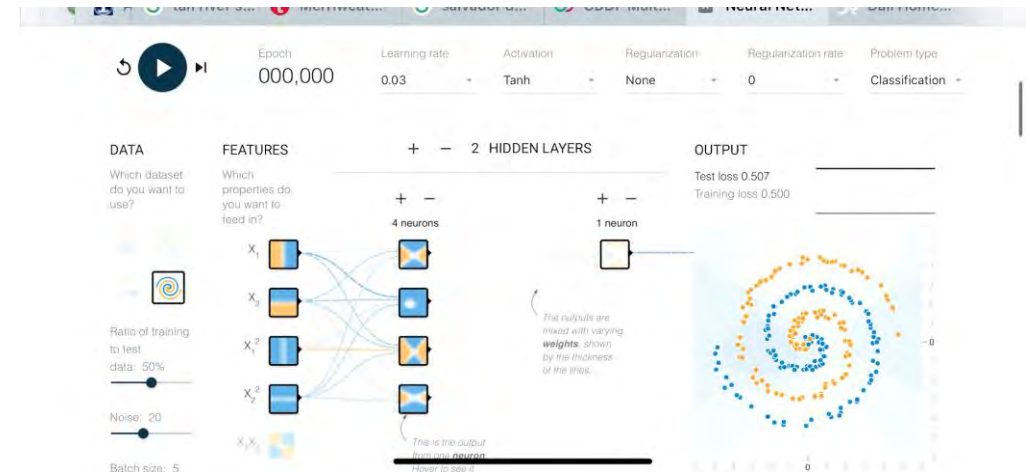 Epoch
000,000
Learning rate
0.03
Activation
Tanh
Regularization
None
Regularization rate
0
Problem type
Classification
DATA
Which dataset
do you want to
use?
Ratio of training
to test
data: 50%
Noise: 20
Batch size: 5
FEATURES
Which
properties do
you want to
feed in?
X1
X2
X1²
X2²
X1X2
+ − 2 HIDDEN LAYERS
+ −
4 neurons
This is the output
from one neuron.
Hover to see it
+ −
1 neuron
The outputs are
mixed with varying
weights, shown
by the thickness
of the lines.
OUTPUT
Test loss 0.507
Training loss 0.500
0
0